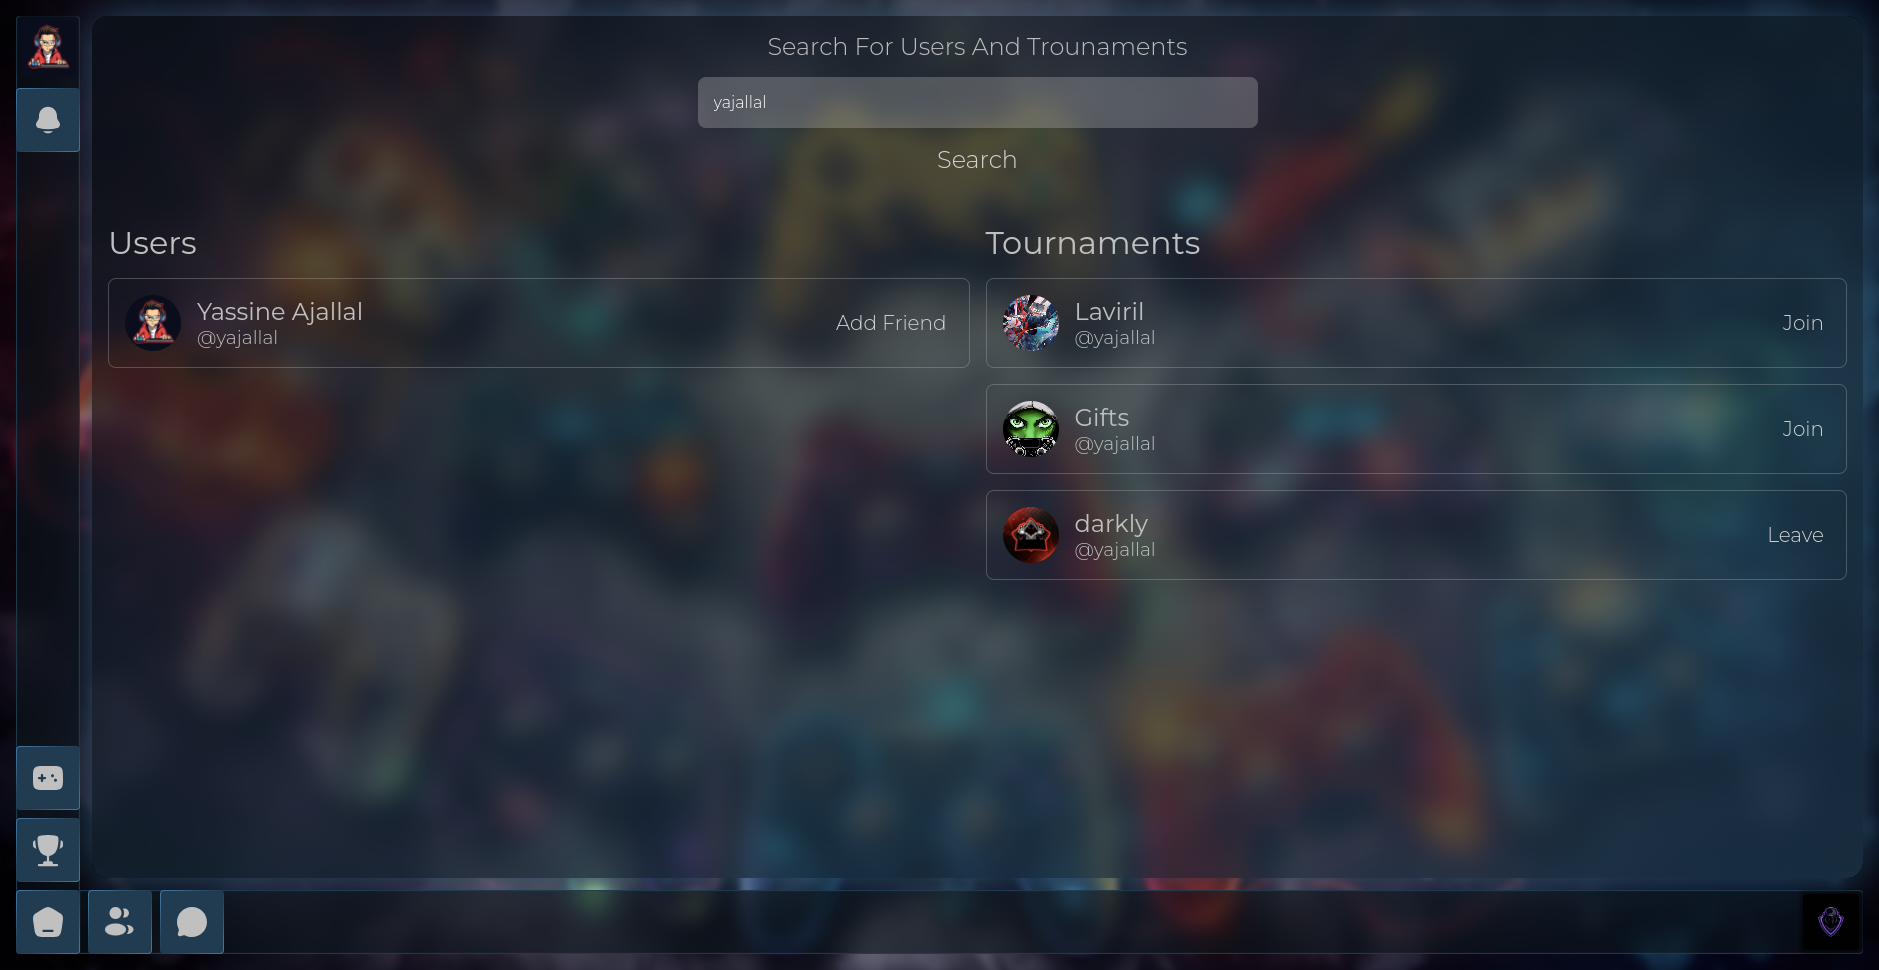 Search For Users And Trounaments
yajallal
Search
Users
Yassine Ajallal
@yajallal
Add Friend
Tournaments
Laviril
@yajallal
Join
Gifts
@yajallal
Join
darkly
@yajallal
Leave